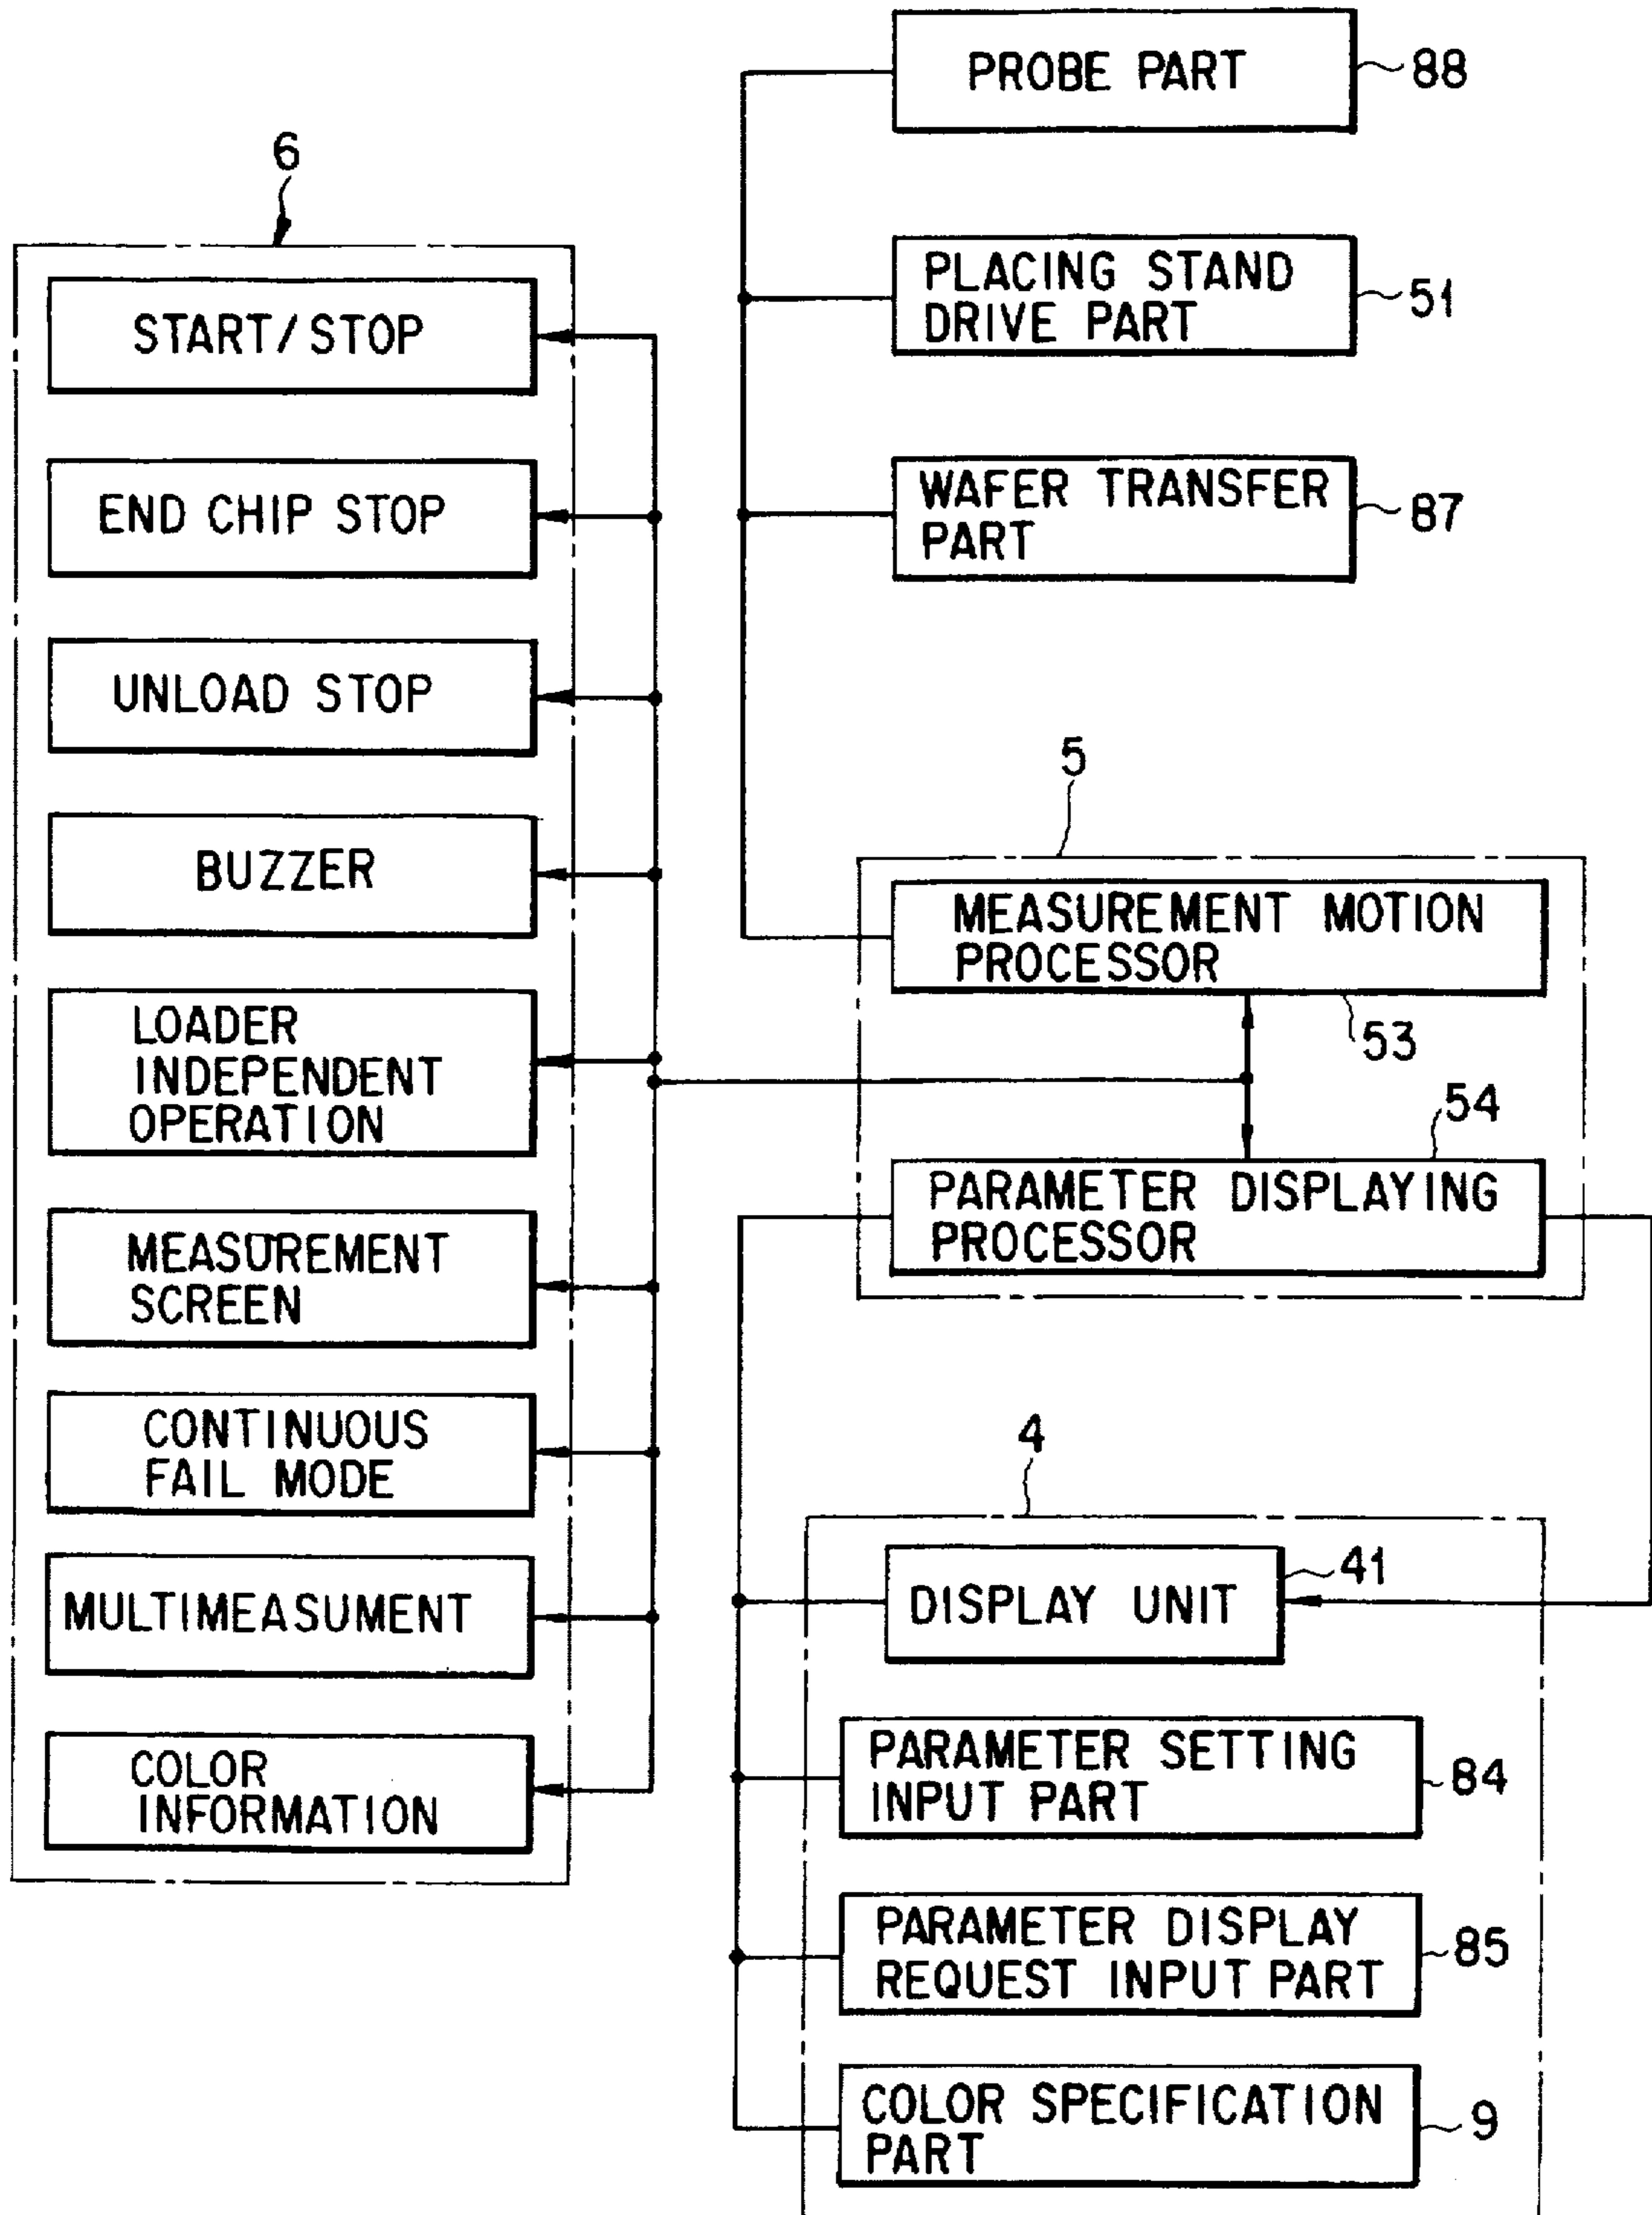 6
START/STOP
END CHIP STOP
UNLOAD STOP
BUZZER
LOADER
INDEPENDENT
OPERATION
MEASUREMENT
SCREEN
CONTINUOUS
FAIL MODE
MULTIMEASUMENT
COLOR
INFORMATION
PROBE PART
88
PLACING STAND
DRIVE PART
51
WAFER TRANSFER
PART
87
5
MEASUREMENT MOTION
PROCESSOR
53
54
PARAMETER DISPLAYING
PROCESSOR
4
DISPLAY UNIT
41
PARAMETER SETTING
INPUT PART
84
PARAMETER DISPLAY
REQUEST INPUT PART
85
COLOR SPECIFICATION
PART
9